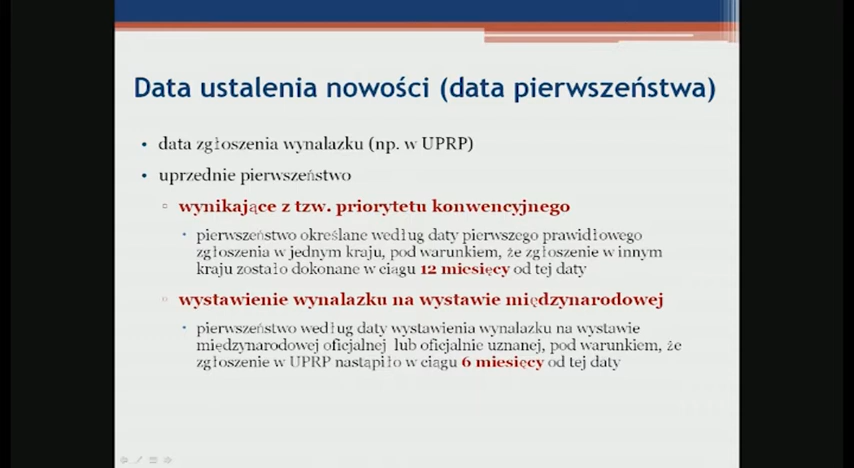 Data ustalenia nowości (data pierwszeństwa)
• data zgłoszenia wynalazku (np. w UPRP)
• uprzednie pierwszeństwo
▫ wynikające z tzw. priorytetu konwencyjnego
• pierwszeństwo określane według daty pierwszego prawidłowego
zgłoszenia w jednym kraju, pod warunkiem, że zgłoszenie w innym
kraju zostało dokonane w ciągu 12 miesięcy od tej daty
▫ wystawienie wynalazku na wystawie międzynarodowej
• pierwszeństwo według daty wystawienia wynalazku na wystawie
międzynarodowej oficjalnej lub oficjalnie uznanej, pod warunkiem, że
zgłoszenie w UPRP nastąpiło w ciągu 6 miesięcy od tej daty